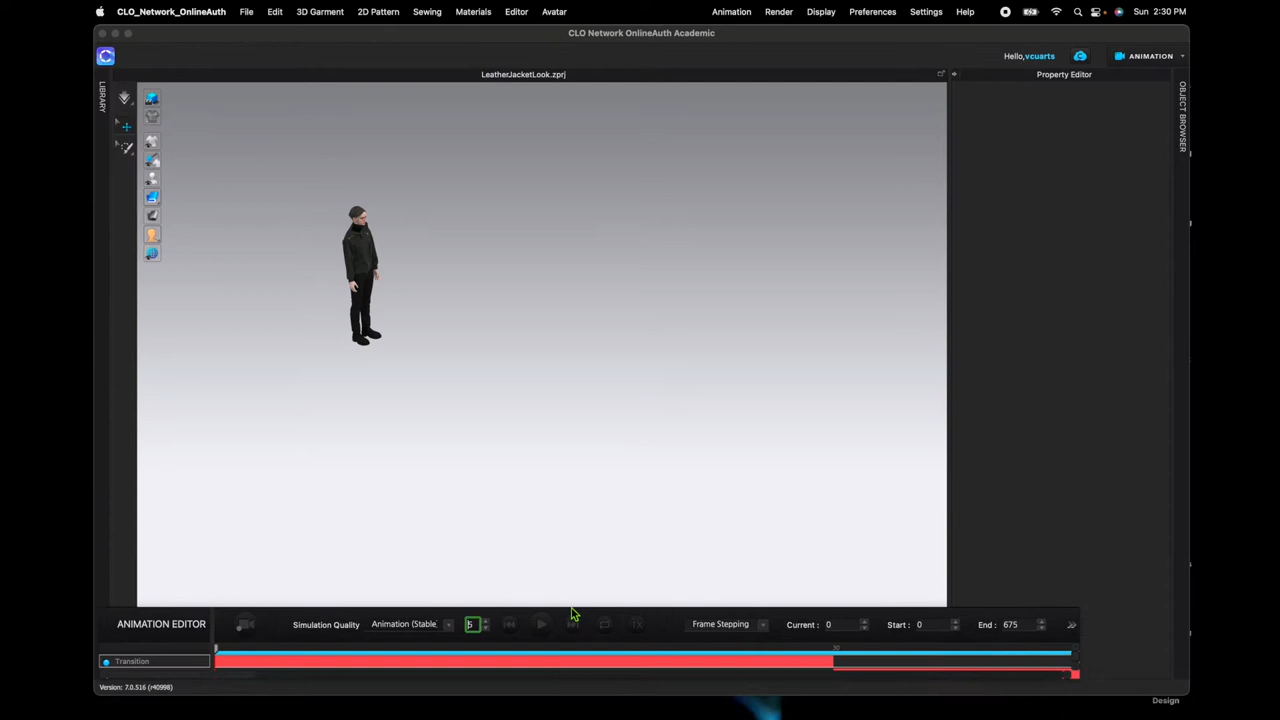 CLO_Network_OnlineAuth File Edit 3D Garment 2D Pattern Sewing Materials Editor Avatar Animation Render Display Preferences Settings Help Sun 2:30 PM
CLO Network OnlineAuth Academic
Hello, vcuarts ANIMATION
LeatherJacketLook.zprj Property Editor
LIBRARY
OBJECT BROWSER
ANIMATION EDITOR Simulation Quality Animation (Stable) 5 1x Frame Stepping Current : 0 Start : 0 End : 675
Transition
Version: 7.0.516 (r40998)
Design